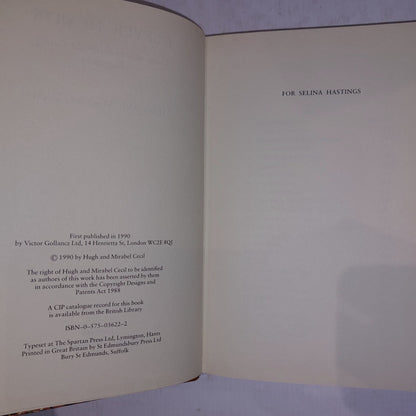 First published in 1990
by Victor Gollancz Ltd, 14 Henrietta St, London WC2E 8QJ
© 1990 by Hugh and Mirabel Cecil
The right of Hugh and Mirabel Cecil to be identified
as authors of this work has been asserted by them
in accordance with the Copyright Designs and
Patents Act 1988
A CIP catalogue record for this book
is available from the British Library
ISBN–0–575–03622–2
Typeset at The Spartan Press Ltd, Lymington, Hants
Printed in Great Britain by St Edmundsbury Press Ltd
Bury St Edmunds, Suffolk
FOR SELINA HASTINGS